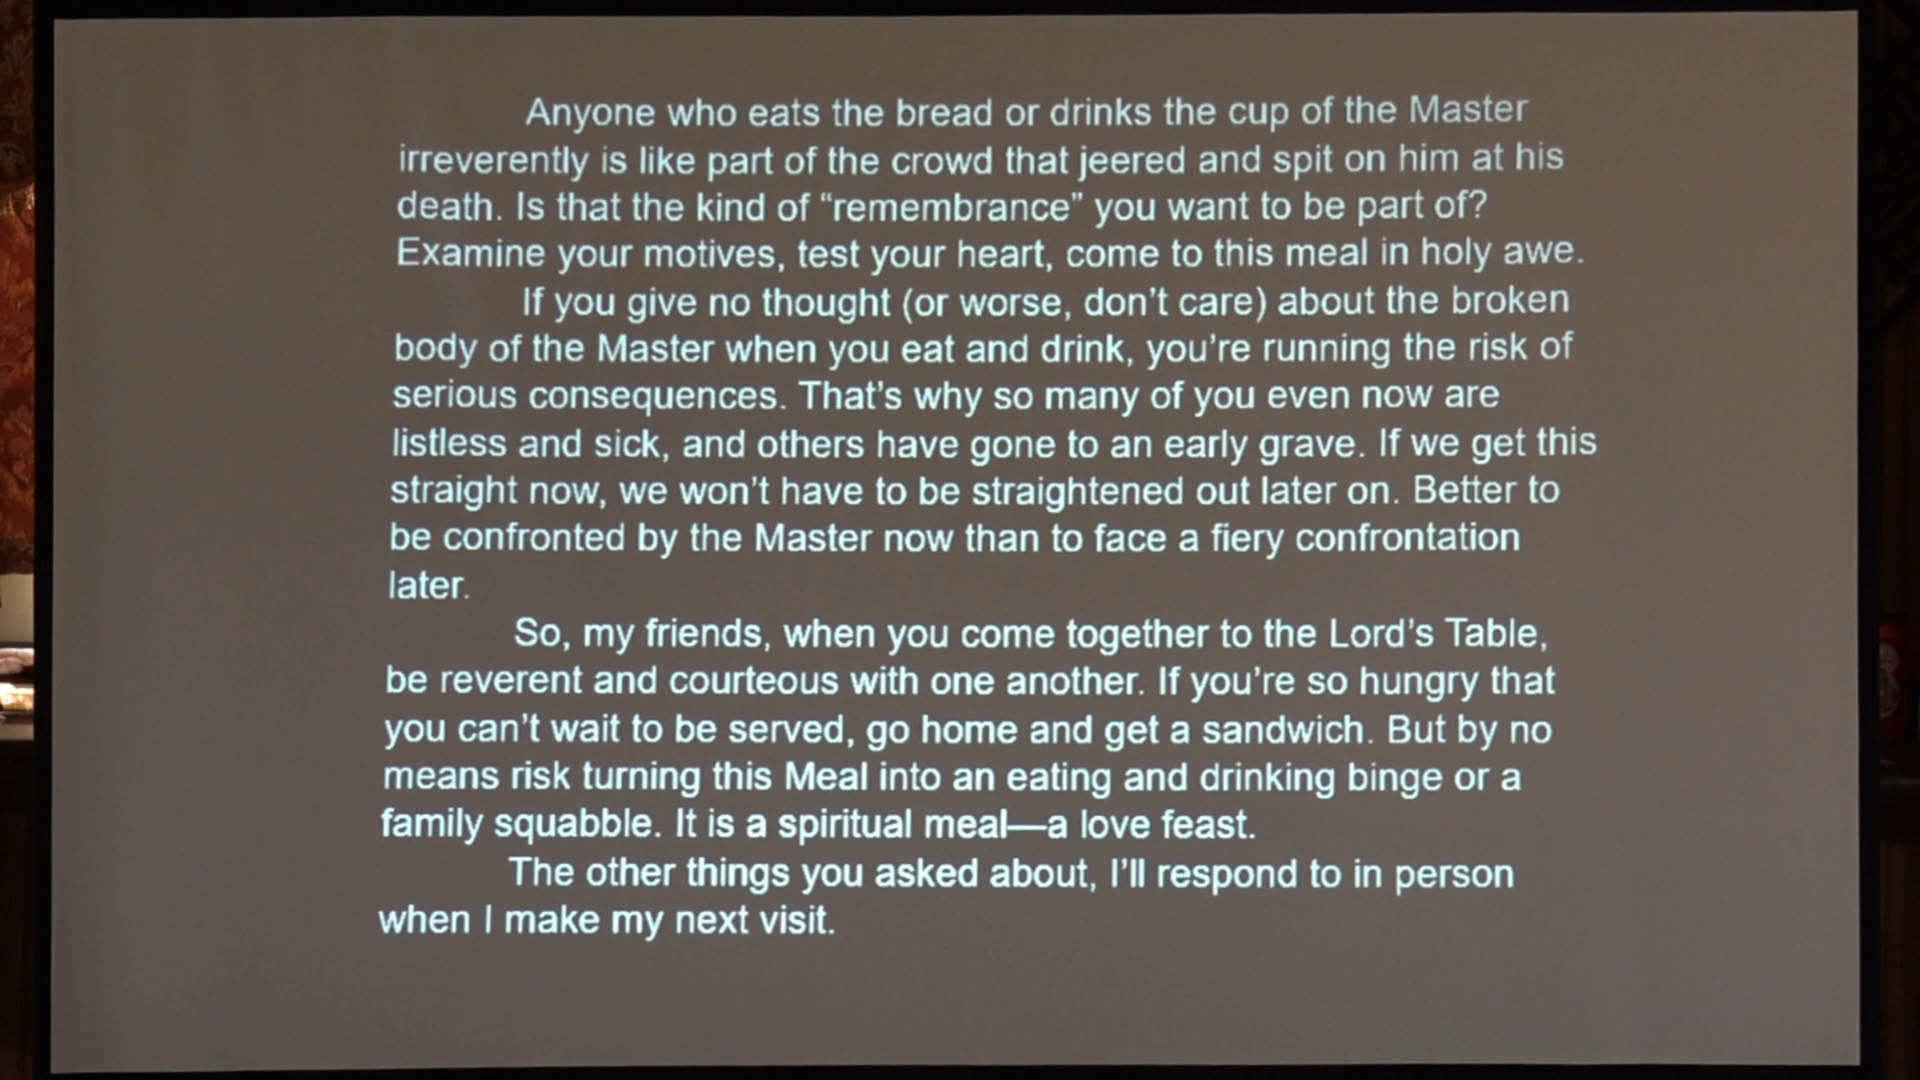 Anyone who eats the bread or drinks the cup of the Master
irreverently is like part of the crowd that jeered and spit on him at his
death. Is that the kind of “remembrance” you want to be part of?
Examine your motives, test your heart, come to this meal in holy awe.
If you give no thought (or worse, don’t care) about the broken
body of the Master when you eat and drink, you’re running the risk of
serious consequences. That’s why so many of you even now are
listless and sick, and others have gone to an early grave. If we get this
straight now, we won’t have to be straightened out later on. Better to
be confronted by the Master now than to face a fiery confrontation
later.
So, my friends, when you come together to the Lord’s Table,
be reverent and courteous with one another. If you’re so hungry that
you can’t wait to be served, go home and get a sandwich. But by no
means risk turning this Meal into an eating and drinking binge or a
family squabble. It is a spiritual meal—a love feast.
The other things you asked about, I’ll respond to in person
when I make my next visit.